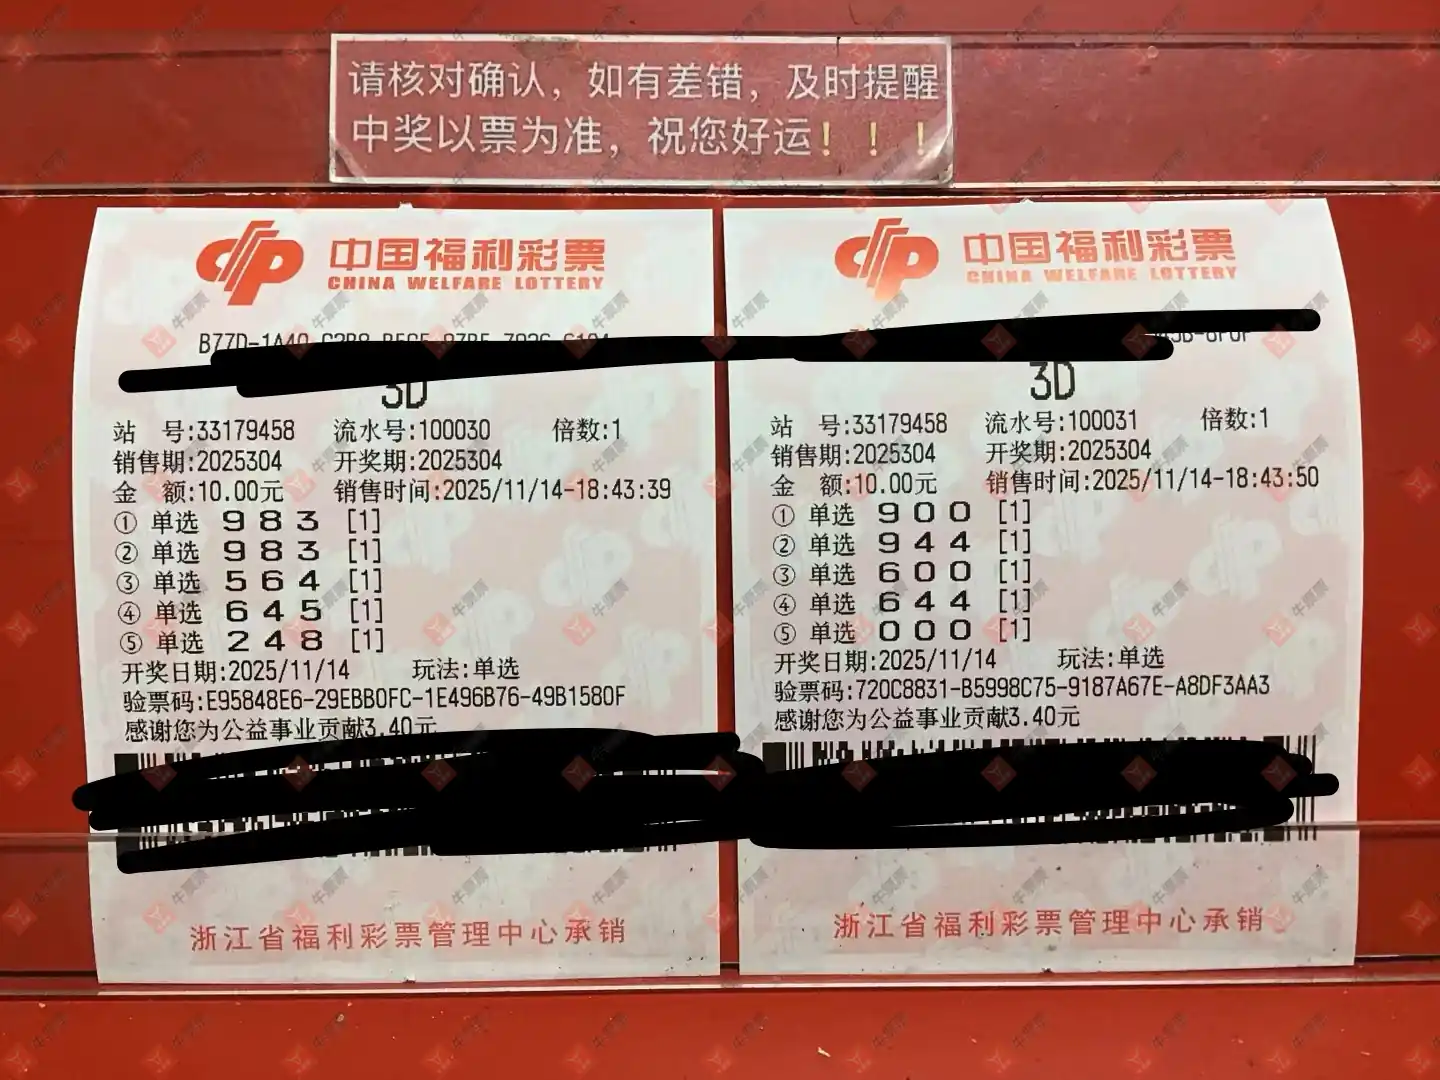 请核对确认，如有差错，及时提醒
中奖以票为准，祝您好运！！！
中国福利彩票
CHINA WELFARE LOTTERY
B77D-1A40
3D
站 号:33179458 流水号:100030 倍数:1
销售期:2025304 开奖期:2025304
金 额:10.00元 销售时间:2025/11/14-18:43:39
① 单选 9 8 3 [1]
② 单选 9 8 3 [1]
③ 单选 5 6 4 [1]
④ 单选 6 4 5 [1]
⑤ 单选 2 4 8 [1]
开奖日期:2025/11/14 玩法:单选
验票码:E95848E6-29EBB0FC-1E496B76-49B1580F
感谢您为公益事业贡献3.40元
浙江省福利彩票管理中心承销
中国福利彩票
CHINA WELFARE LOTTERY
3D
站 号:33179458 流水号:100031 倍数:1
销售期:2025304 开奖期:2025304
金 额:10.00元 销售时间:2025/11/14-18:43:50
① 单选 9 0 0 [1]
② 单选 9 4 4 [1]
③ 单选 6 0 0 [1]
④ 单选 6 4 4 [1]
⑤ 单选 0 0 0 [1]
开奖日期:2025/11/14 玩法:单选
验票码:720C8831-B5998C75-9187A67E-A8DF3AA3
感谢您为公益事业贡献3.40元
浙江省福利彩票管理中心承销